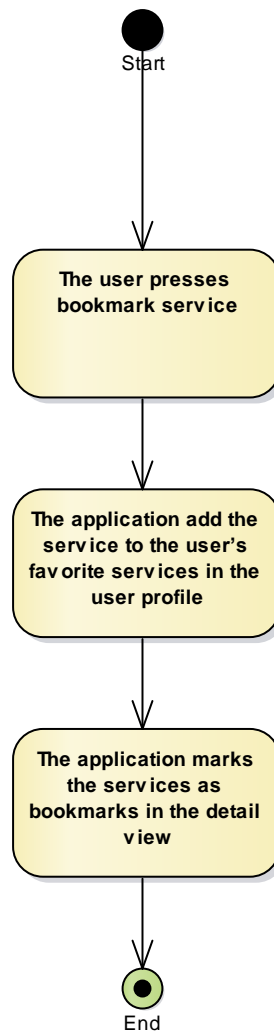 Start
The user presses
bookmark service
The application add the
service to the user's
favorite services in the
user profile
The application marks
the services as
bookmarks in the detail
view
End